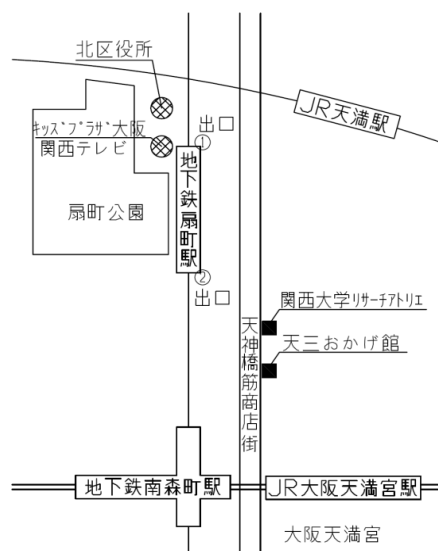 北区役所
JR天満駅
出口
①
ｷｯｽﾞﾌﾟﾗｻﾞ大阪
関西テレビ
地下鉄扇町駅
扇町公園
②
出口
関西大学ﾘｻｰﾁｱﾄﾘｴ
天三おかげ館
天神橋筋商店街
地下鉄南森町駅
JR大阪天満宮駅
大阪天満宮